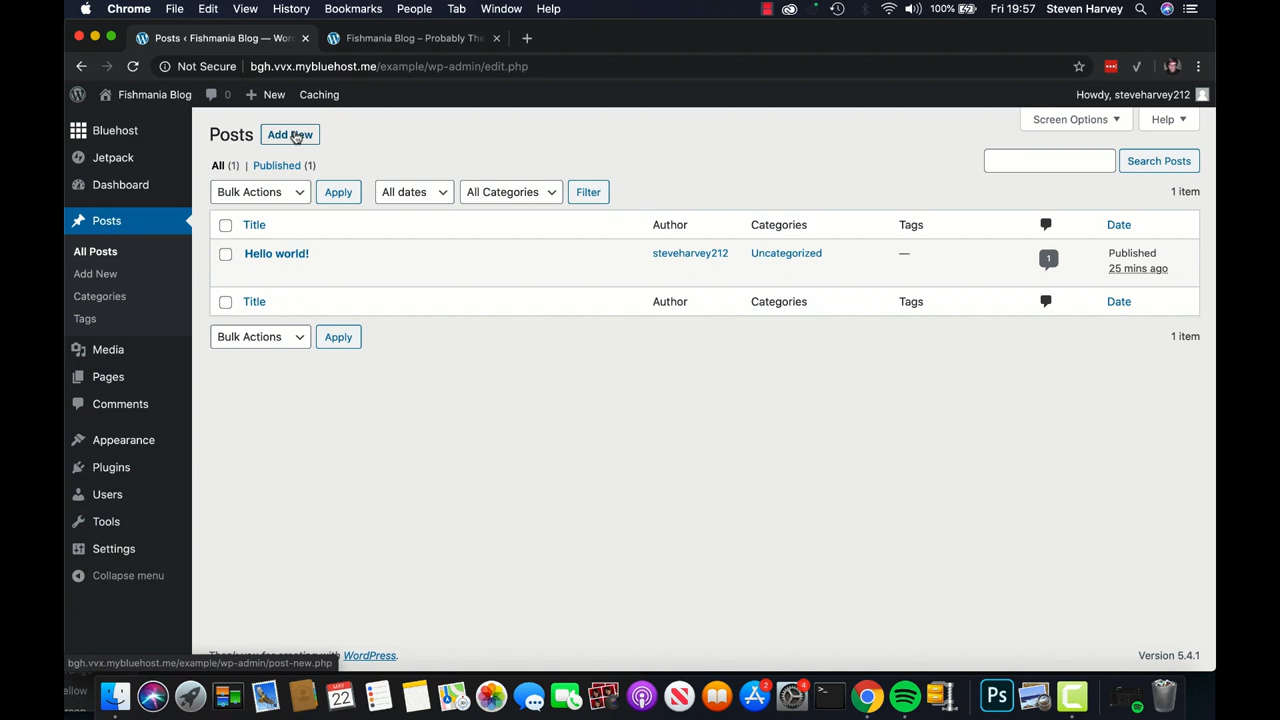 Chrome File Edit View History Bookmarks People Tab Window Help 100% Fri 19:57 Steven Harvey
Posts ‹ Fishmania Blog — Wor Fishmania Blog – Probably The
Not Secure bgh.vvx.mybluehost.me/example/wp-admin/edit.php
Fishmania Blog 0 New Caching Howdy, steveharvey212
Bluehost
Jetpack
Dashboard
Posts
All Posts
Add New
Categories
Tags
Media
Pages
Comments
Appearance
Plugins
Users
Tools
Settings
Collapse menu
Posts Add New
Screen Options Help
All (1) | Published (1)
Search Posts
Bulk Actions Apply All dates All Categories Filter
1 item
Title Author Categories Tags Date
Hello world! steveharvey212 Uncategorized — 1 Published
25 mins ago
Title Author Categories Tags Date
Bulk Actions Apply
1 item
WordPress.
Version 5.4.1
bgh.vvx.mybluehost.me/example/wp-admin/post-new.php
MAY
22
2
4
Ps